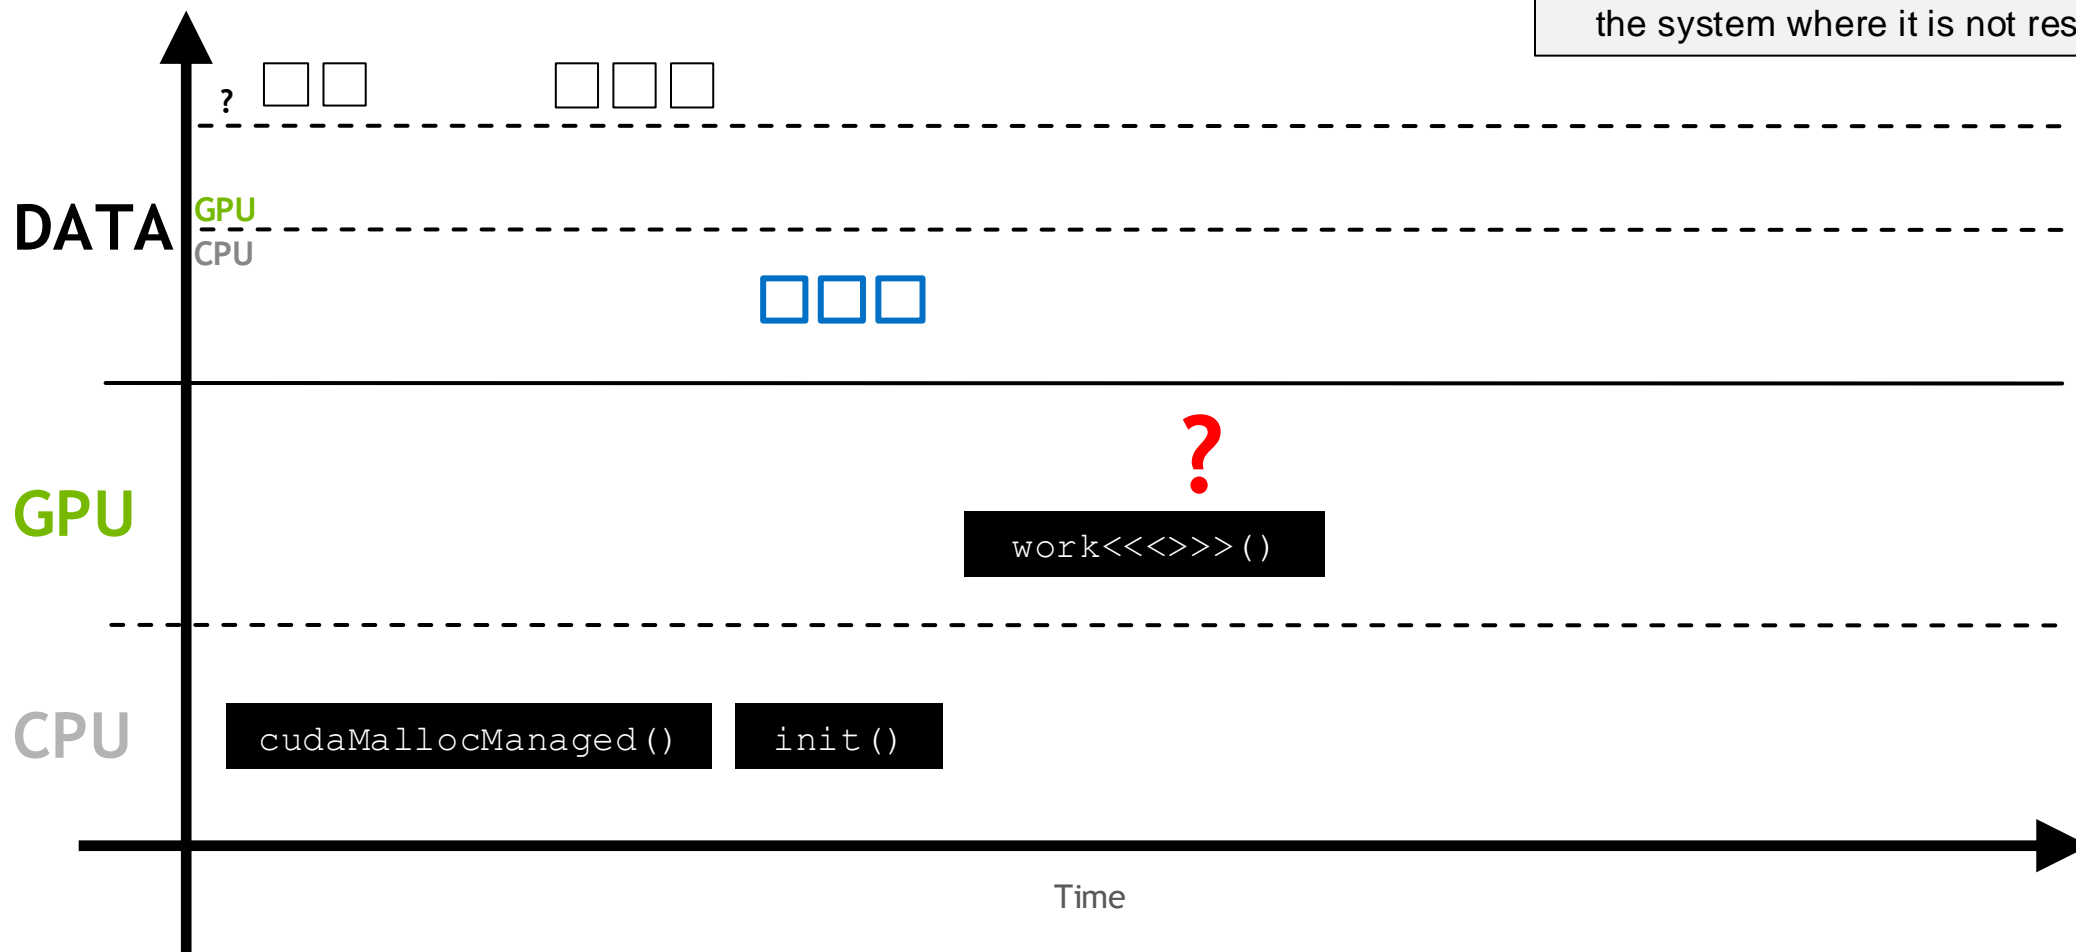 the system where it is not res
?
DATA
GPU
CPU
?
GPU
work<<<>>>()
CPU
cudaMallocManaged()
init()
Time